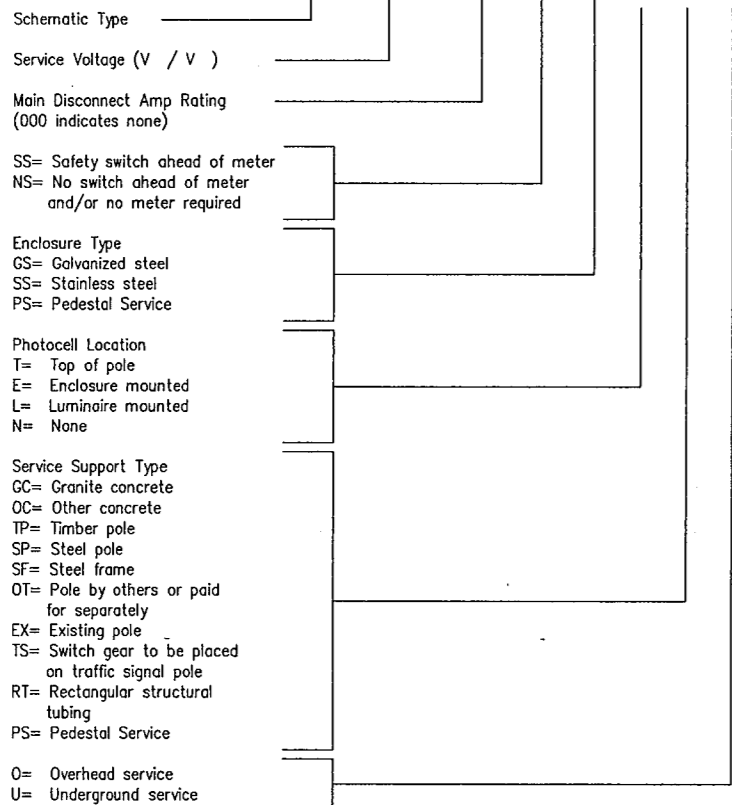 Schematic Type
Service Voltage (V / V )
Main Disconnect Amp Rating
(000 indicates none)
SS= Safety switch ahead of meter
NS= No switch ahead of meter
and/or no meter required
Enclosure Type
GS= Galvanized steel
SS= Stainless steel
PS= Pedestal Service
Photocell Location
T= Top of pole
E= Enclosure mounted
L= Luminaire mounted
N= None
Service Support Type
GC= Granite concrete
OC= Other concrete
TP= Timber pole
SP= Steel pole
SF= Steel frame
OT= Pole by others or paid
for separately
EX= Existing pole
TS= Switch gear to be placed
on traffic signal pole
RT= Rectangular structural
tubing
PS= Pedestal Service
O= Overhead service
U= Underground service